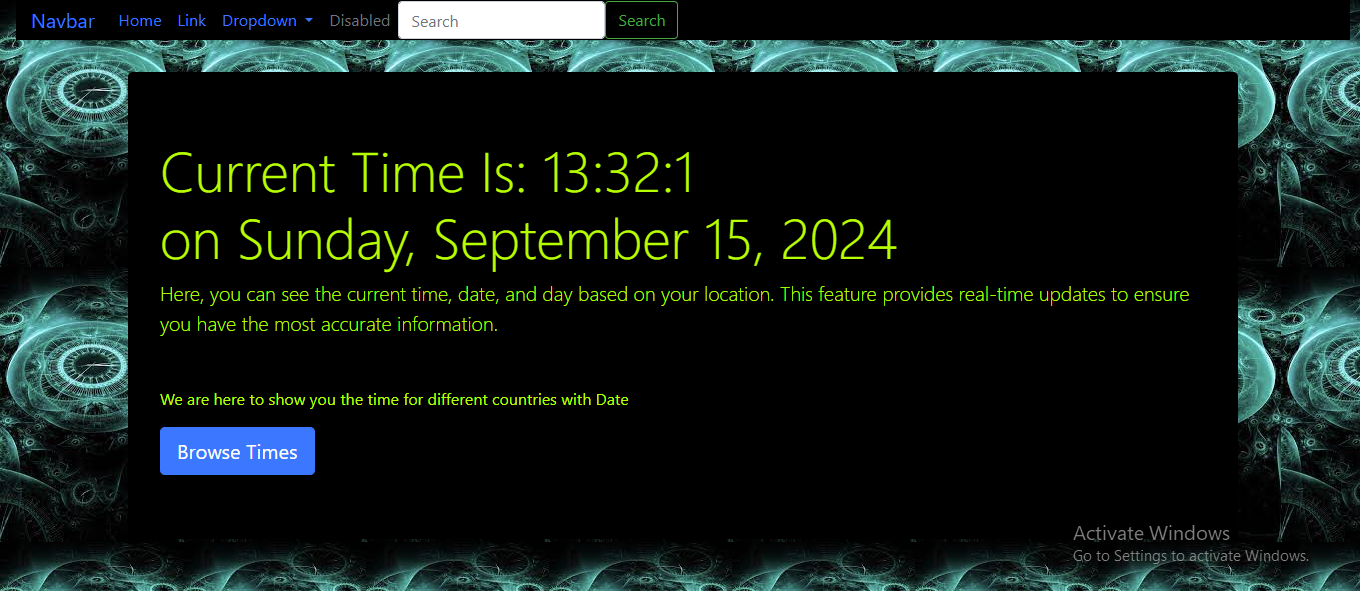 Navbar Home Link Dropdown Disabled Search Search
Current Time Is: 13:32:1
on Sunday, September 15, 2024
Here, you can see the current time, date, and day based on your location. This feature provides real-time updates to ensure
you have the most accurate information.
We are here to show you the time for different countries with Date
Browse Times
Activate Windows
Go to Settings to activate Windows.